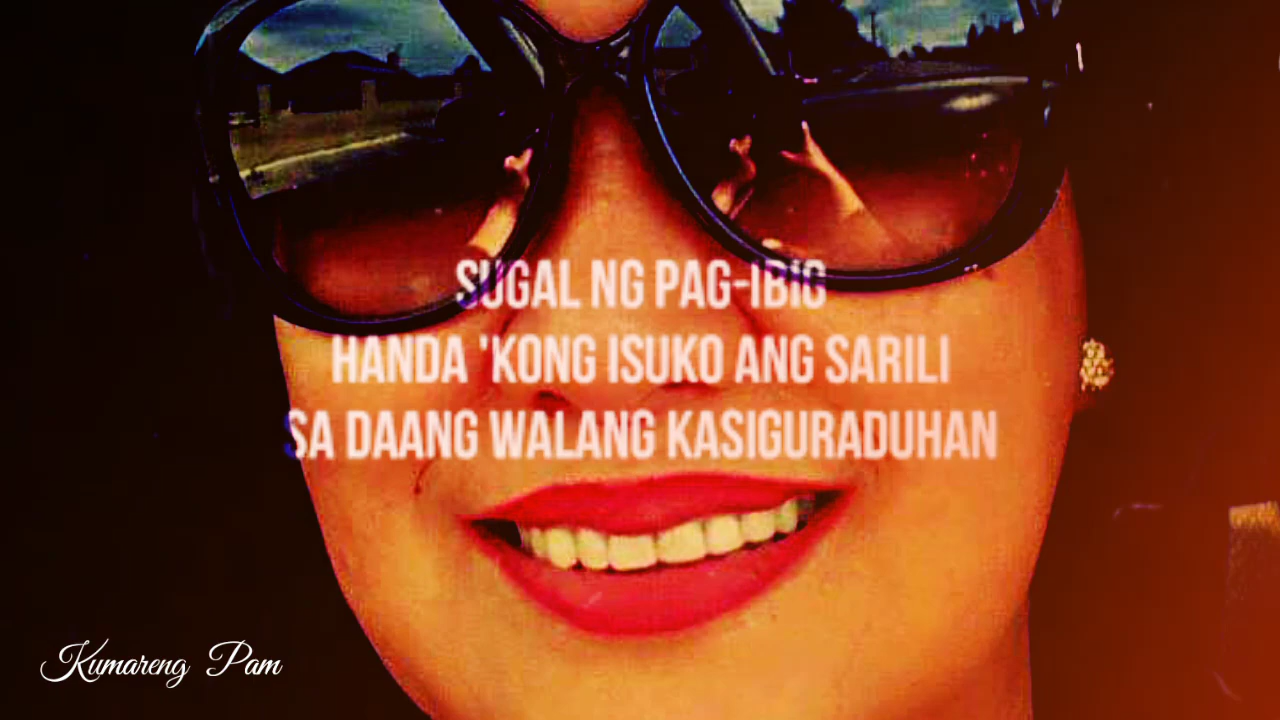 SUGAL NG PAG-IBIG
HANDA 'KONG ISUKO ANG SARILI
SA DAANG WALANG KASIGURADUHAN
Kumareng Pam